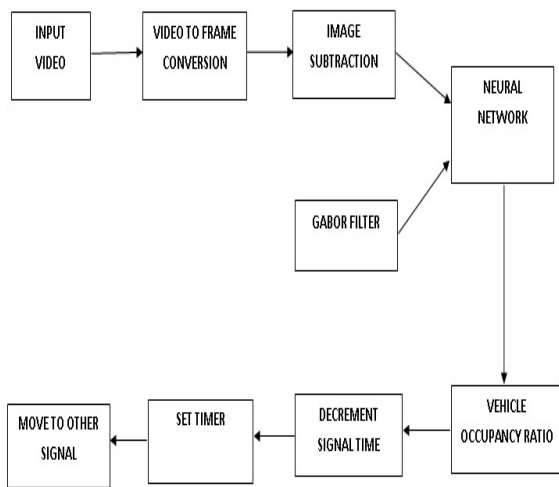 INPUT
VIDEO
VIDEO TO FRAME
CONVERSION
IMAGE
SUBTRACTION
NEURAL
NETWORK
GABOR FILTER
VEHICLE
OCCUPANCY RATIO
DECREMENT
SIGNAL TIME
SET TIMER
MOVE TO OTHER
SIGNAL